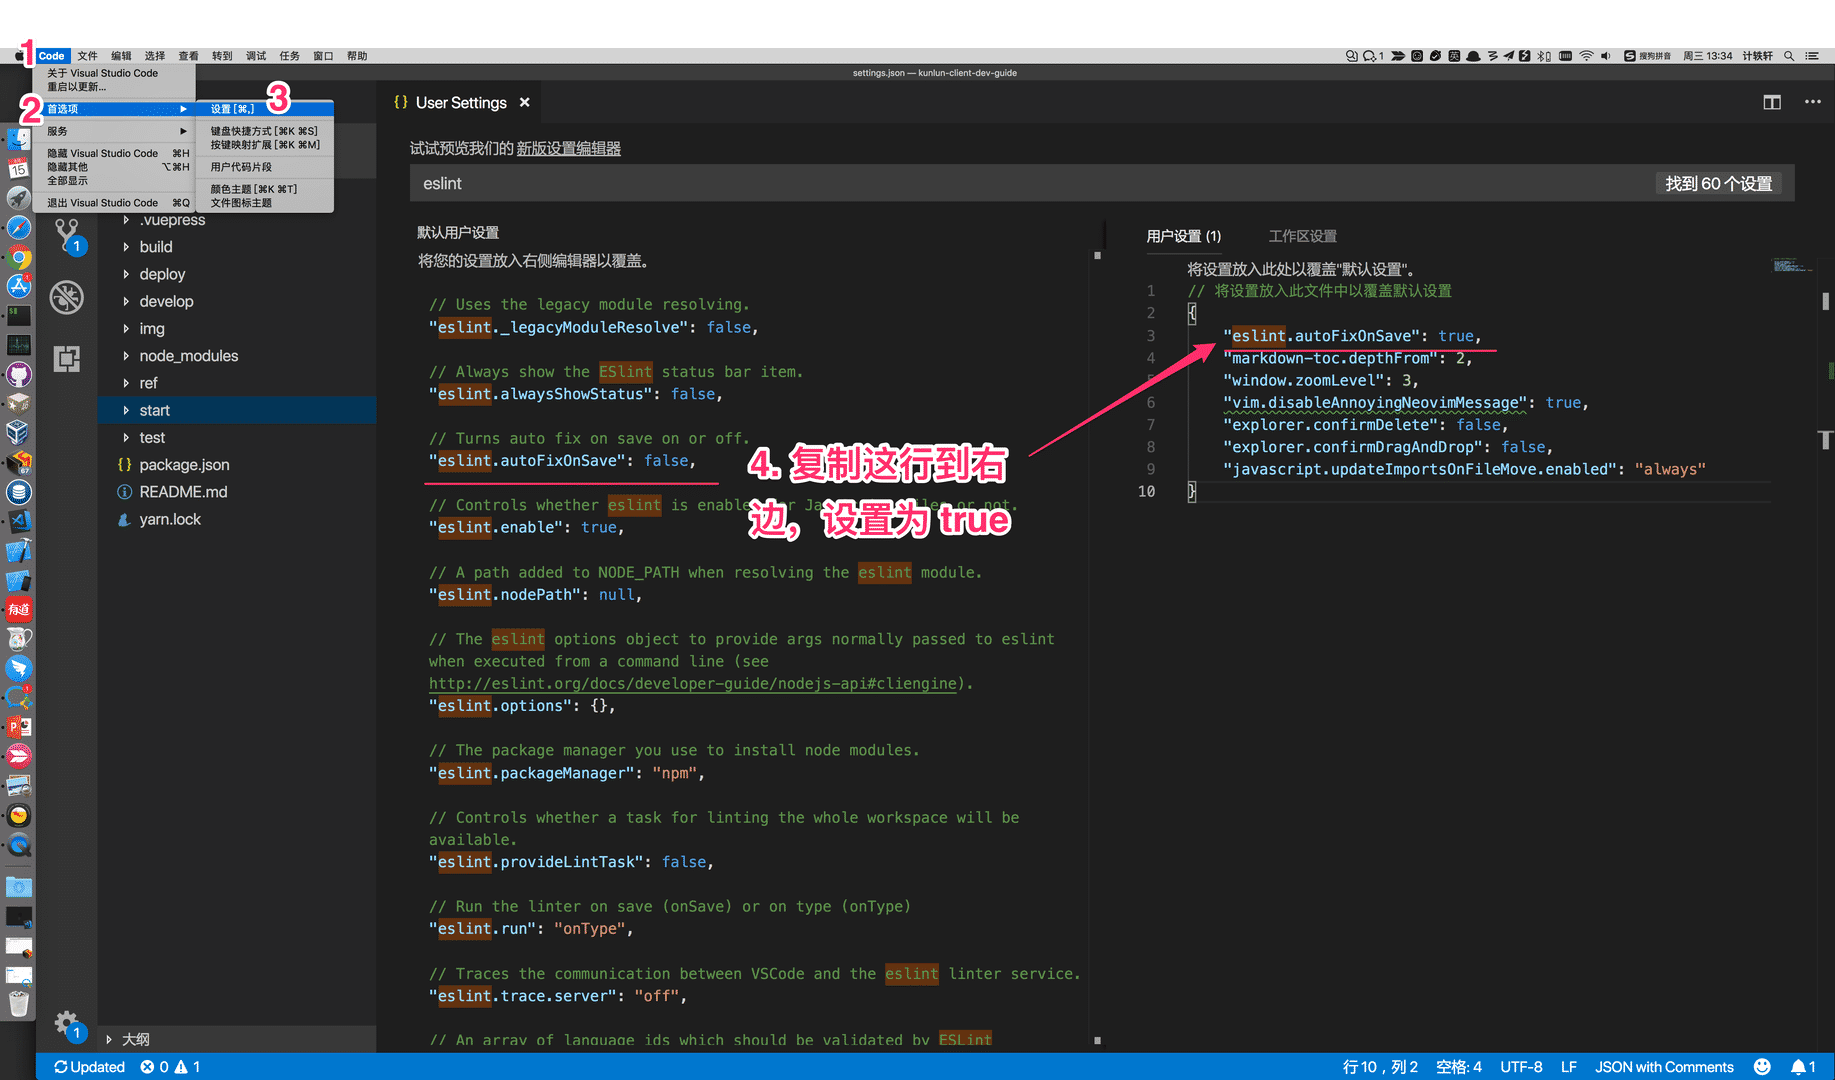 1
Code 文件 编辑 选择 查看 转到 调试 任务 窗口 帮助
1 周三 13:34 计轶轩
搜狗拼音
settings.json — kunlun-client-dev-guide
关于 Visual Studio Code
重启以更新...
2
首选项
服务
隐藏 Visual Studio Code ⌘H
隐藏其他 ⌥⌘H
全部显示
退出 Visual Studio Code ⌘Q
3
设置 [⌘,]
键盘快捷方式 [⌘K ⌘S]
按键映射扩展 [⌘K ⌘M]
用户代码片段
颜色主题 [⌘K ⌘T]
文件图标主题
15
有道
1
.vuepress
build
deploy
develop
img
node_modules
ref
start
test
{} package.json
README.md
yarn.lock
1
大纲
{} User Settings ×
试试预览我们的 新版设置编辑器
eslint
找到 60 个设置
默认用户设置
将您的设置放入右侧编辑器以覆盖。
// Uses the legacy module resolving.
"eslint._legacyModuleResolve": false,
// Always show the ESlint status bar item.
"eslint.alwaysShowStatus": false,
// Turns auto fix on save on or off.
"eslint.autoFixOnSave": false,
// Controls whether eslint is enable
"eslint.enable": true,
// A path added to NODE_PATH when resolving the eslint module.
"eslint.nodePath": null,
// The eslint options object to provide args normally passed to eslint
when executed from a command line (see
http://eslint.org/docs/developer-guide/nodejs-api#cliengine).
"eslint.options": {},
// The package manager you use to install node modules.
"eslint.packageManager": "npm",
// Controls whether a task for linting the whole workspace will be
available.
"eslint.provideLintTask": false,
// Run the linter on save (onSave) or on type (onType)
"eslint.run": "onType",
// Traces the communication between VSCode and the eslint linter service.
"eslint.trace.server": "off",
// An array of language ids which should be validated by ESLint
4. 复制这行到右
边，设置为 true
用户设置 (1) 工作区设置
将设置放入此处以覆盖"默认设置"。
1 // 将设置放入此文件中以覆盖默认设置
2 {
3 "eslint.autoFixOnSave": true,
4 "markdown-toc.depthFrom": 2,
"window.zoomLevel": 3,
6 "vim.disableAnnoyingNeovimMessage": true,
7 "explorer.confirmDelete": false,
8 "explorer.confirmDragAndDrop": false,
9 "javascript.updateImportsOnFileMove.enabled": "always"
10 }
Updated 0 1
行 10，列 2 空格: 4 UTF-8 LF JSON with Comments 1